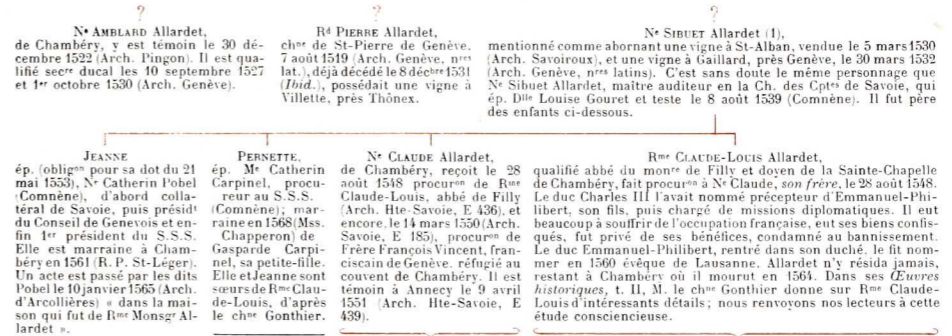 ?
Nᵉ AMBLARD Allardet,
de Chambéry, y est témoin le 30 dé-
cembre 1522 (Arch. Pingon). Il est qua-
lifié secʳᵉ ducal les 10 septembre 1527
et 1ᵉʳ octobre 1530 (Arch. Genève).
?
Rᵈ PIERRE Allardet,
chⁿᵉ de St-Pierre de Genève,
7 août 1519 (Arch. Genève, nʳᵉˢ
lat.), déjà décédé le 8 décᵇʳᵉ 1531
(Ibid.), possédait une vigne à
Villette, près Thônex.
?
Nᵉ SIBUET Allardet (1),
mentionné comme abornant une vigne à St-Alban, vendue le 5 mars 1530
(Arch. Savoiroux), et une vigne à Gaillard, près Genève, le 30 mars 1532
(Arch. Genève, nʳᵉˢ latins). C'est sans doute le même personnage que
Nᵉ Sibuet Allardet, maître auditeur en la Ch. des Cptᵉˢ de Savoie, qui
ép. Dˡˡᵉ Louise Gouret et teste le 8 août 1539 (Comnène). Il fut père
des enfants ci-dessous.
JEANNE
ép. (obligᵒⁿ pour sa dot du 21
mai 1553), Nᵉ Catherin Pobel
(Comnène), d'abord colla-
téral de Savoie, puis présidᵗ
du Conseil de Genevois et en-
fin 1ᵉʳ président du S.S.S.
Elle est marraine à Cham-
béry en 1561 (R. P. St-Léger).
Un acte est passé par les dits
Pobel le 10 janvier 1565 (Arch.
d'Arcollières) « dans la mai-
son qui fut de Rᵐᵉ Monsgʳ Al-
lardet ».
PERNETTE,
ép. Mᵉ Catherin
Carpinel, procu-
reur au S.S.S.
(Comnène); mar-
raine en 1568 (Mss.
Chapperon) de
Gasparde Carpi-
nel, sa petite-fille.
Elle et Jeanne sont
sœurs de Rᵐᵉ Clau-
de-Louis, d'après
le chⁿᵉ Gonthier.
Nᵉ CLAUDE Allardet,
de Chambéry, reçoit le 28
août 1548 procurᵒⁿ de Rᵐᵉ
Claude-Louis, abbé de Filly
(Arch. Hte-Savoie, E 436), et
encore, le 14 mars 1550 (Arch.
Savoie, E 185), procurᵒⁿ de
Frère François Vincent, fran-
ciscain de Genève, réfugié au
couvent de Chambéry. Il est
témoin à Annecy le 9 avril
1551 (Arch. Hte-Savoie, E
439).
Rᵐᵉ CLAUDE-LOUIS Allardet,
qualifié abbé du monʳᵉ de Filly et doyen de la Sainte-Chapelle
de Chambéry, fait procurᵒⁿ à Nᵉ Claude, son frère, le 28 août 1548.
Le duc Charles III l'avait nommé précepteur d'Emmanuel-Phi-
libert, son fils, puis chargé de missions diplomatiques. Il eut
beaucoup à souffrir de l'occupation française, eut ses biens confis-
qués, fut privé de ses bénéfices, condamné au bannissement.
Le duc Emmanuel-Philibert, rentré dans son duché, le fit nom-
mer en 1560 évêque de Lausanne. Allardet n'y résida jamais,
restant à Chambéry où il mourut en 1564. Dans ses Œuvres
historiques, t. II, M. le chⁿᵉ Gonthier donne sur Rᵐᵉ Claude-
Louis d'intéressants détails; nous renvoyons nos lecteurs à cette
étude consciencieuse.